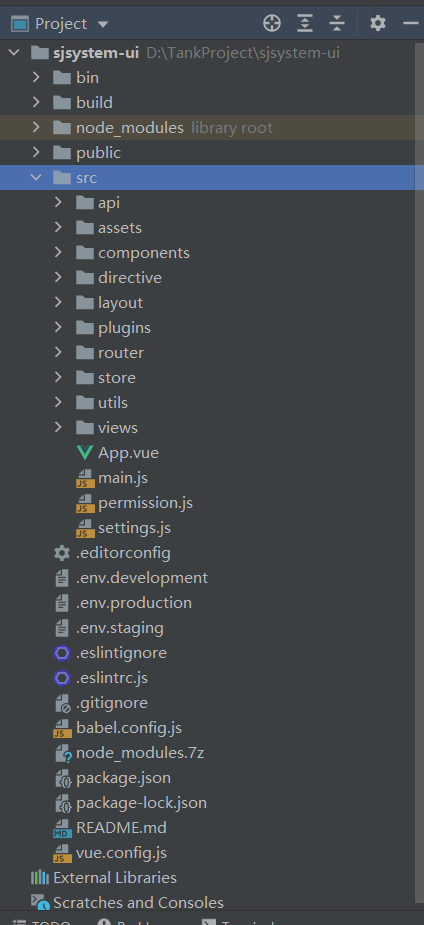 Project
sjsystem-ui D:\TankProject\sjsystem-ui
bin
build
node_modules library root
public
src
api
assets
components
directive
layout
plugins
router
store
utils
views
App.vue
main.js
permission.js
settings.js
.editorconfig
.env.development
.env.production
.env.staging
.eslintignore
.eslintrc.js
.gitignore
babel.config.js
node_modules.7z
package.json
package-lock.json
README.md
vue.config.js
External Libraries
Scratches and Consoles
TODO